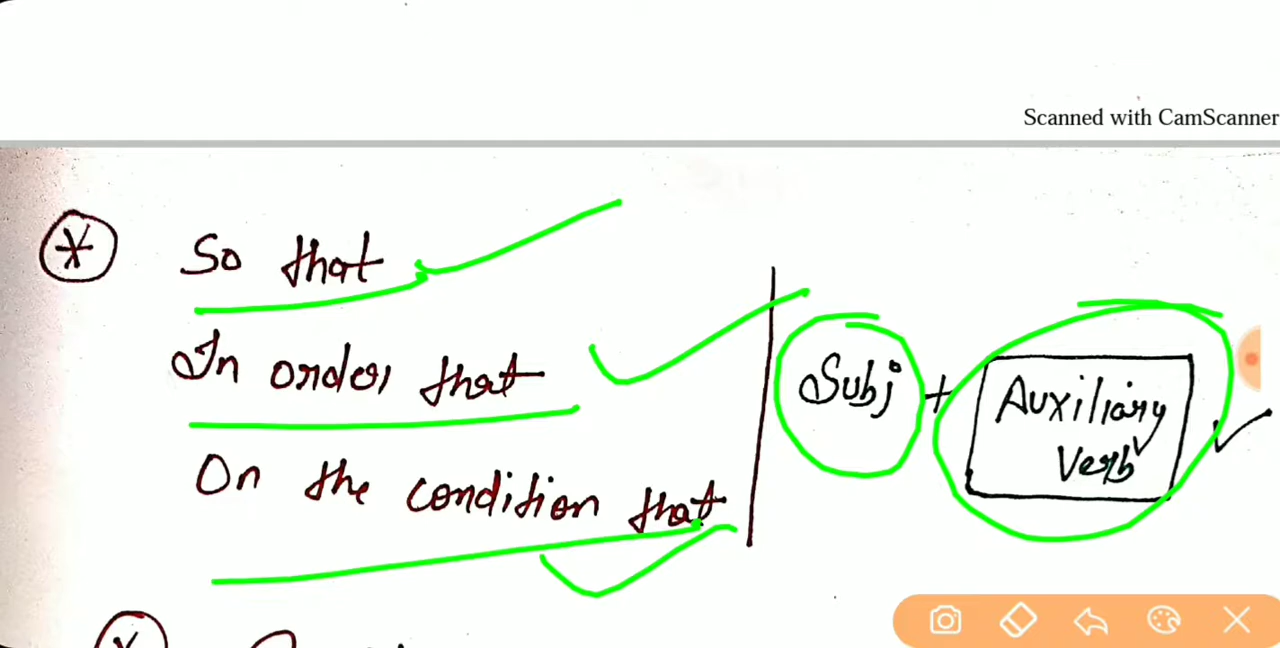 Scanned with CamScanner
So that
In order that
On the condition that
Subj + Auxiliary
Verb